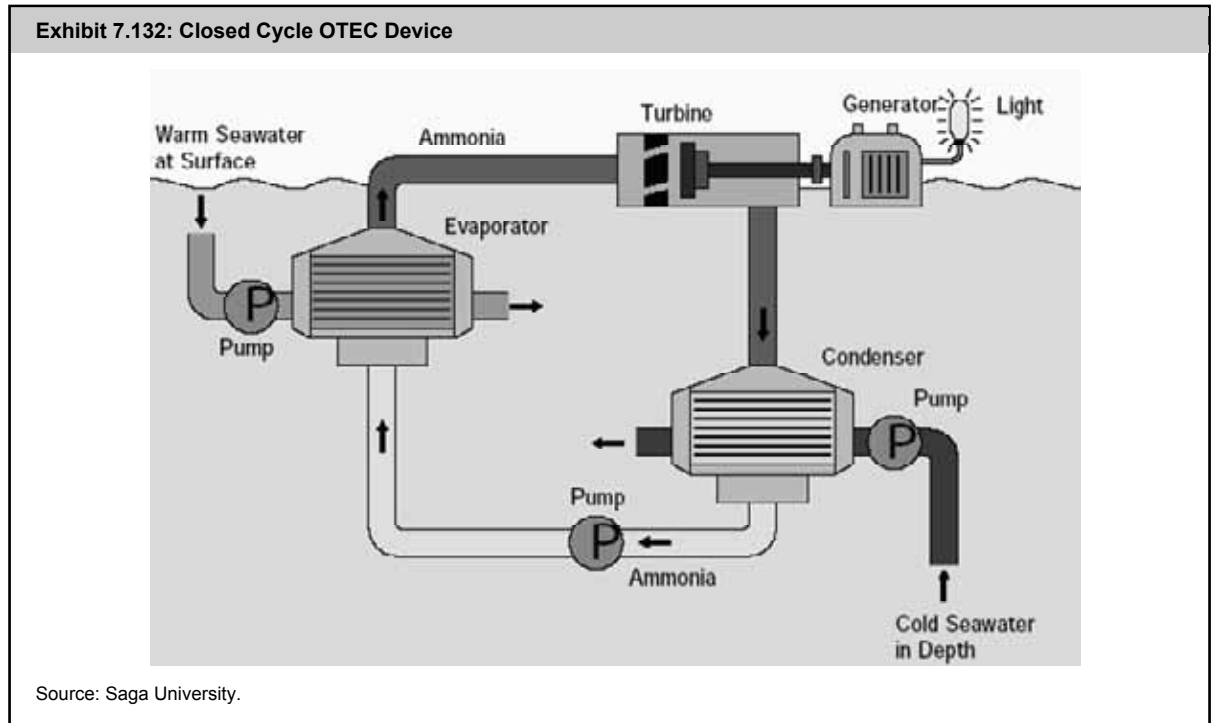 Exhibit 7.132: Closed Cycle OTEC Device
Warm Seawater
at Surface
Ammonia
Turbine
Generator
Light
Evaporator
P
Pump
Condenser
Pump
P
Pump
P
Ammonia
Cold Seawater
in Depth
Source: Saga University.